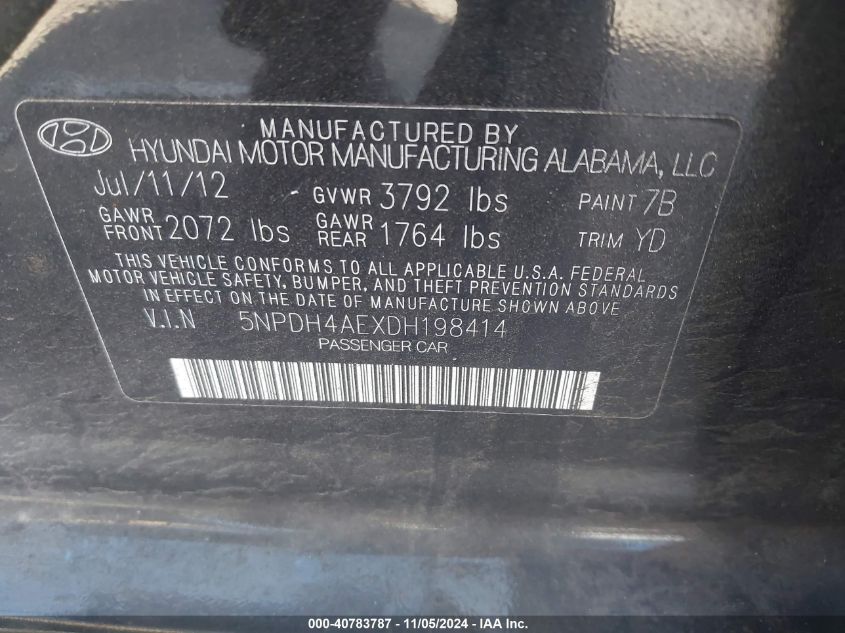 MANUFACTURED BY
HYUNDAI MOTOR MANUFACTURING ALABAMA, LLC
Jul/11/12 GVWR 3792 lbs PAINT 7B
GAWR FRONT 2072 lbs GAWR REAR 1764 lbs TRIM YD
THIS VEHICLE CONFORMS TO ALL APPLICABLE U.S.A. FEDERAL
MOTOR VEHICLE SAFETY, BUMPER, AND THEFT PREVENTION STANDARDS
IN EFFECT ON THE DATE OF MANUFACTURE SHOWN ABOVE
V.I.N 5NPDH4AEXDH198414
PASSENGER CAR
000-40783787 - 11/05/2024 - IAA Inc.